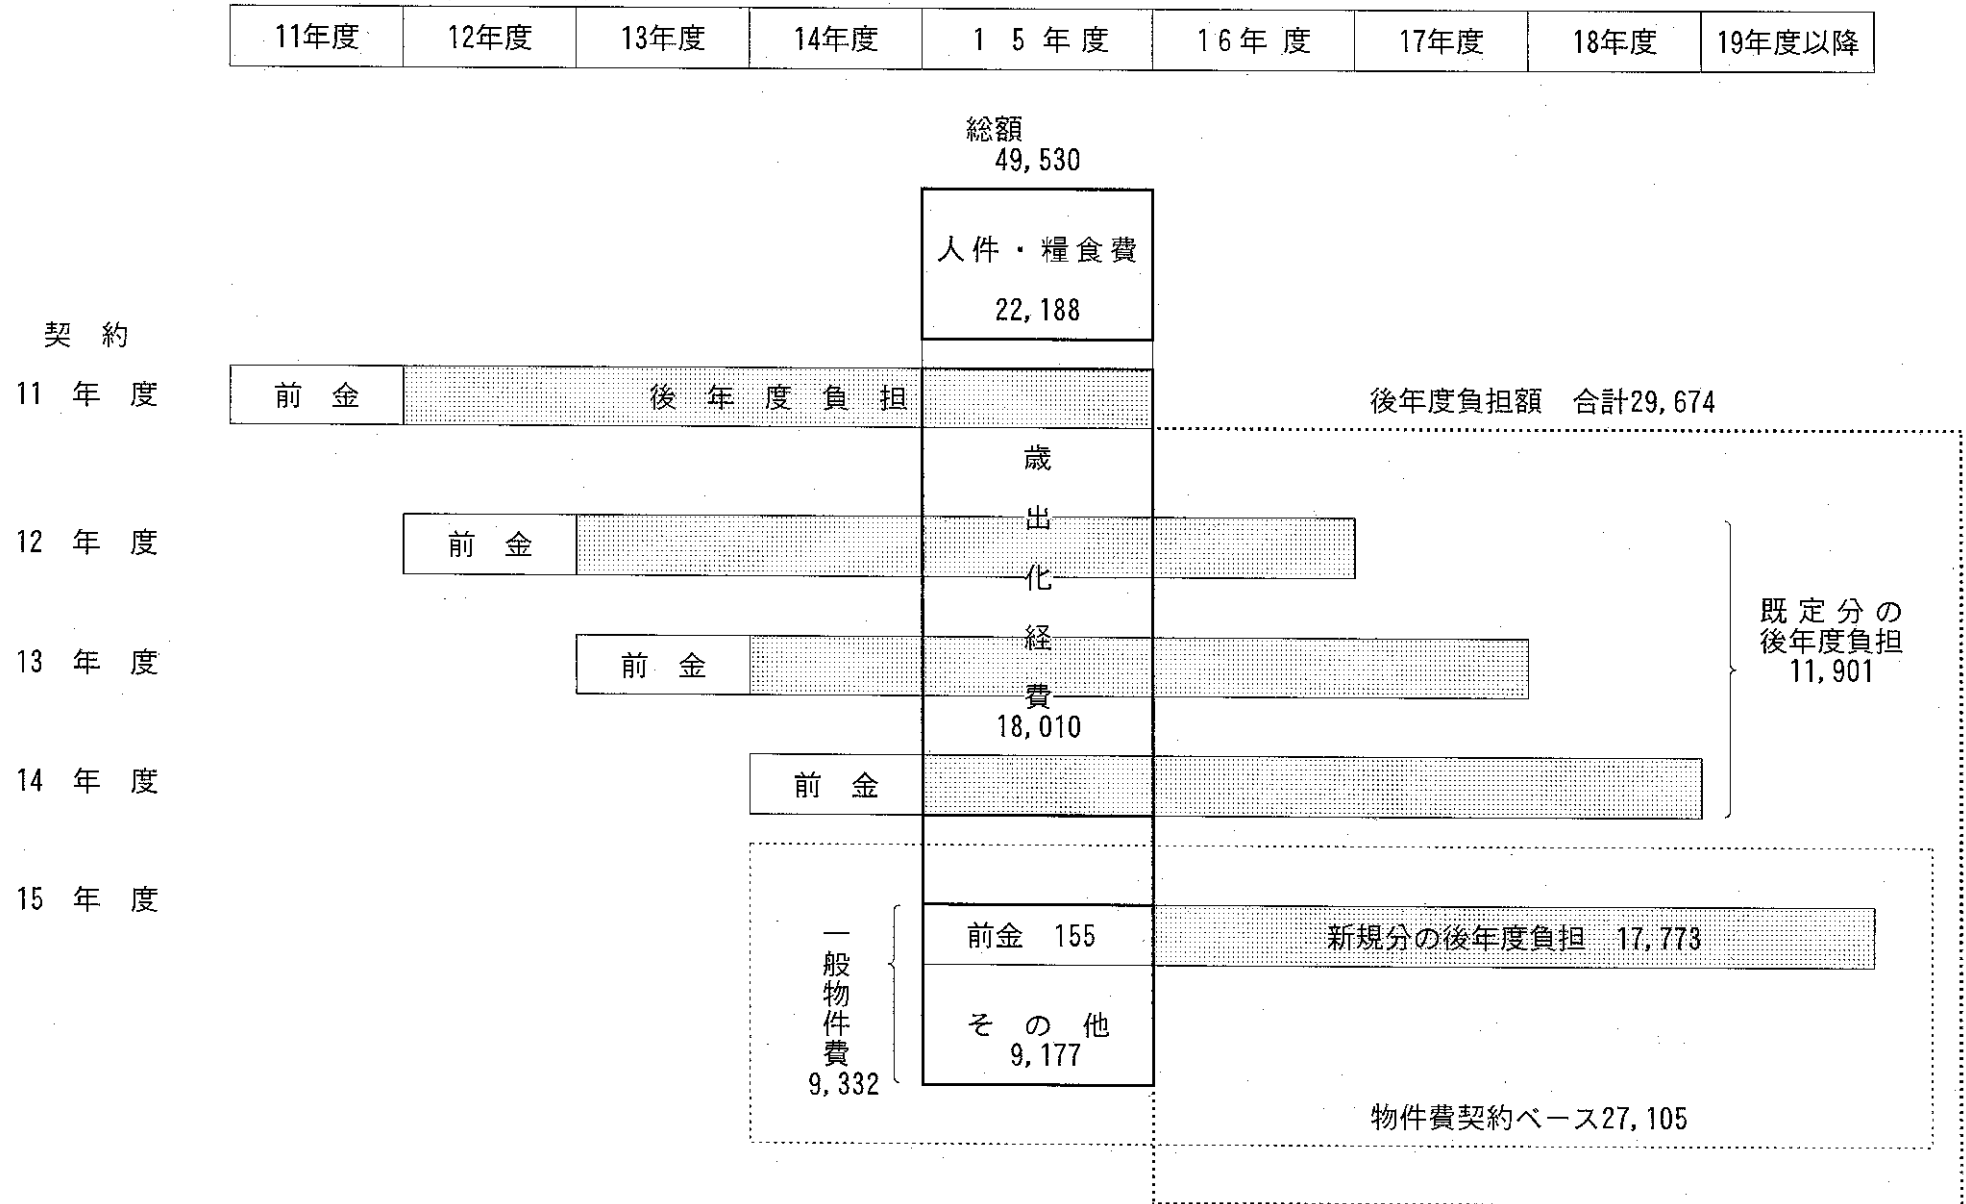 11年度 12年度 13年度 14年度 15年度 16年度 17年度 18年度 19年度以降
総額
49,530
人件・糧食費
22,188
契約
11年度 前金 後年度負担
後年度負担額 合計29,674
歳出化経費
18,010
12年度 前金
13年度 前金
14年度 前金
既定分の
後年度負担
11,901
15年度
前金 155 新規分の後年度負担 17,773
一般物件費
9,332
その他
9,177
物件費契約ベース27,105